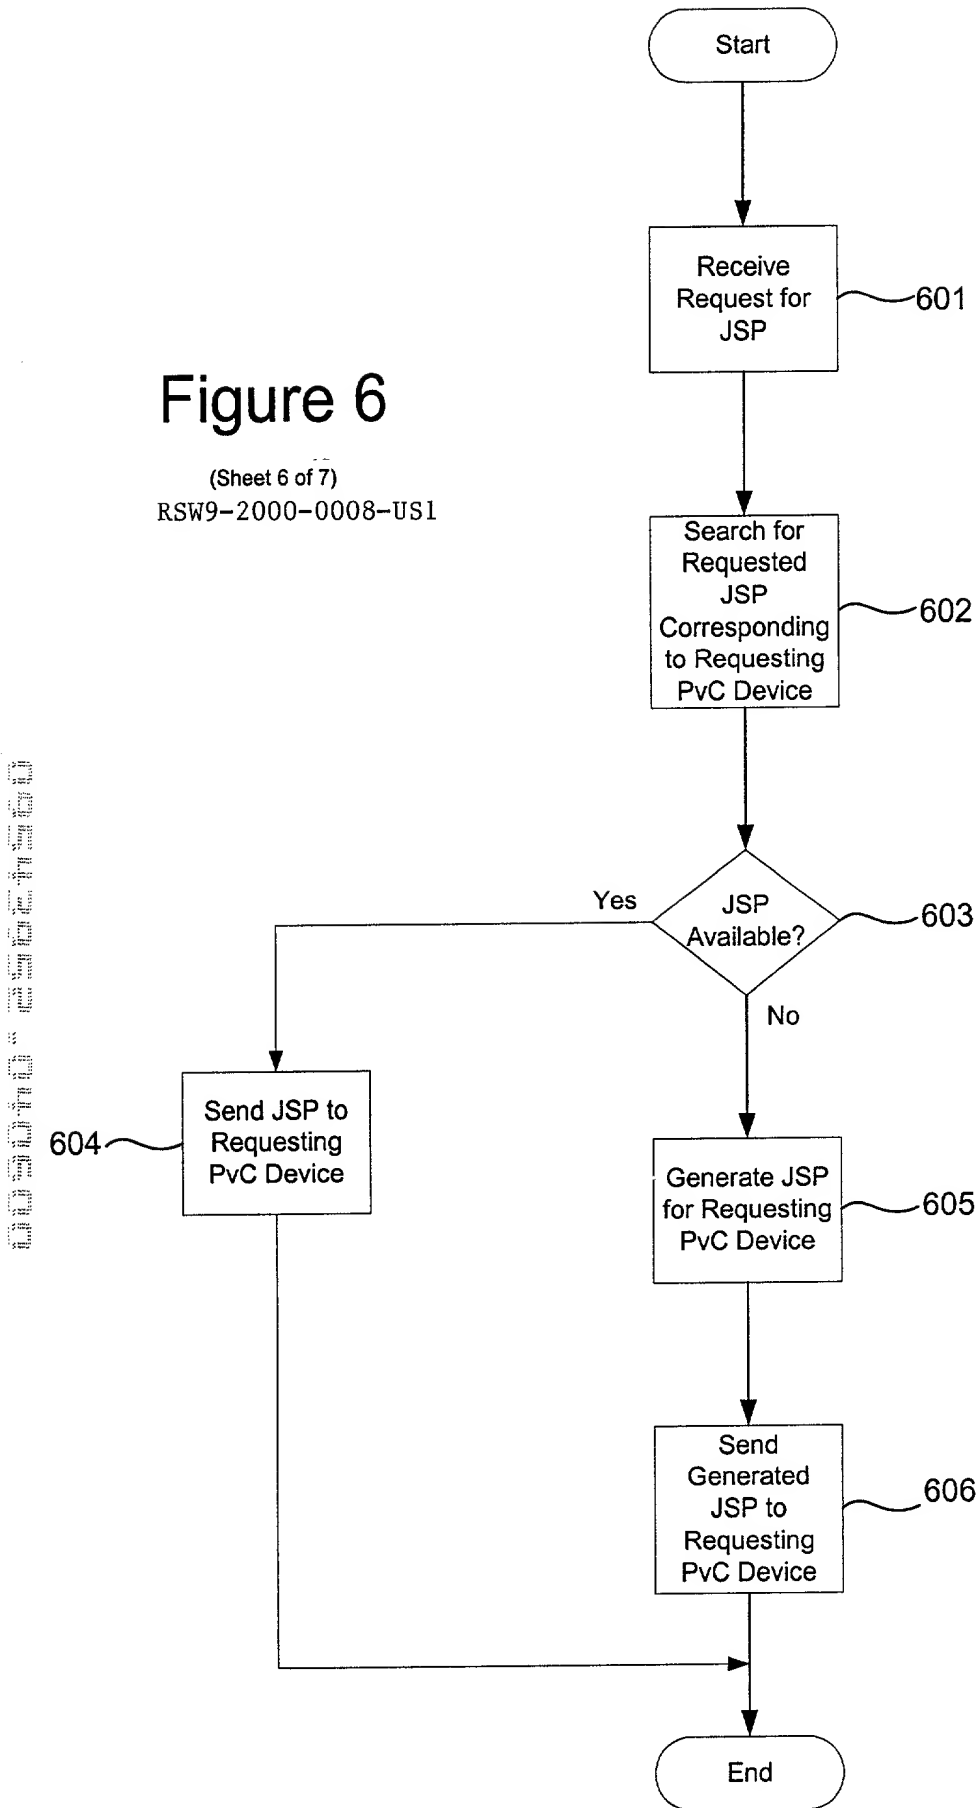 Start
Receive
Request for
JSP
601
Figure 6
(Sheet 6 of 7)
RSW9-2000-0008-US1
Search for
Requested
JSP
Corresponding
to Requesting
PvC Device
602
JSP
Available?
603
Yes
No
Send JSP to
Requesting
PvC Device
604
Generate JSP
for Requesting
PvC Device
605
Send
Generated
JSP to
Requesting
PvC Device
606
End